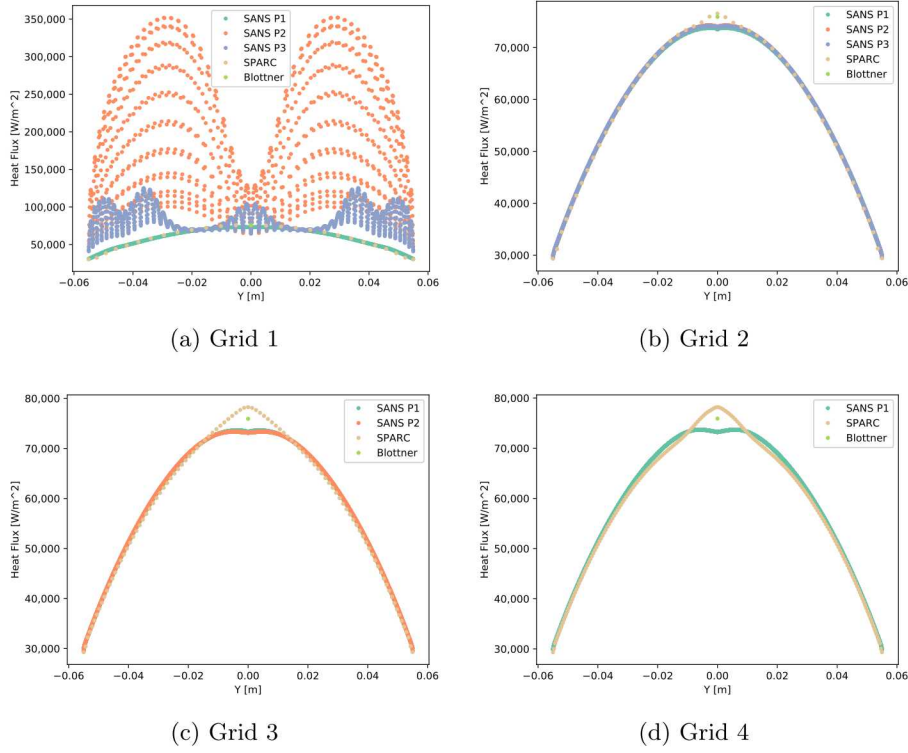 350,000
300,000
250,000
200,000
150,000
100,000
50,000
Heat Flux [W/m^2]
SANS P1
SANS P2
SANS P3
SPARC
Blottner
−0.06 −0.04 −0.02 0.00 0.02 0.04 0.06
Y [m]
(a) Grid 1
70,000
60,000
50,000
40,000
30,000
Heat Flux [W/m^2]
SANS P1
SANS P2
SANS P3
SPARC
Blottner
−0.06 −0.04 −0.02 0.00 0.02 0.04 0.06
Y [m]
(b) Grid 2
80,000
70,000
60,000
50,000
40,000
30,000
Heat Flux [W/m^2]
SANS P1
SANS P2
SPARC
Blottner
−0.06 −0.04 −0.02 0.00 0.02 0.04 0.06
Y [m]
(c) Grid 3
80,000
70,000
60,000
50,000
40,000
30,000
Heat Flux [W/m^2]
SANS P1
SPARC
Blottner
−0.06 −0.04 −0.02 0.00 0.02 0.04 0.06
Y [m]
(d) Grid 4